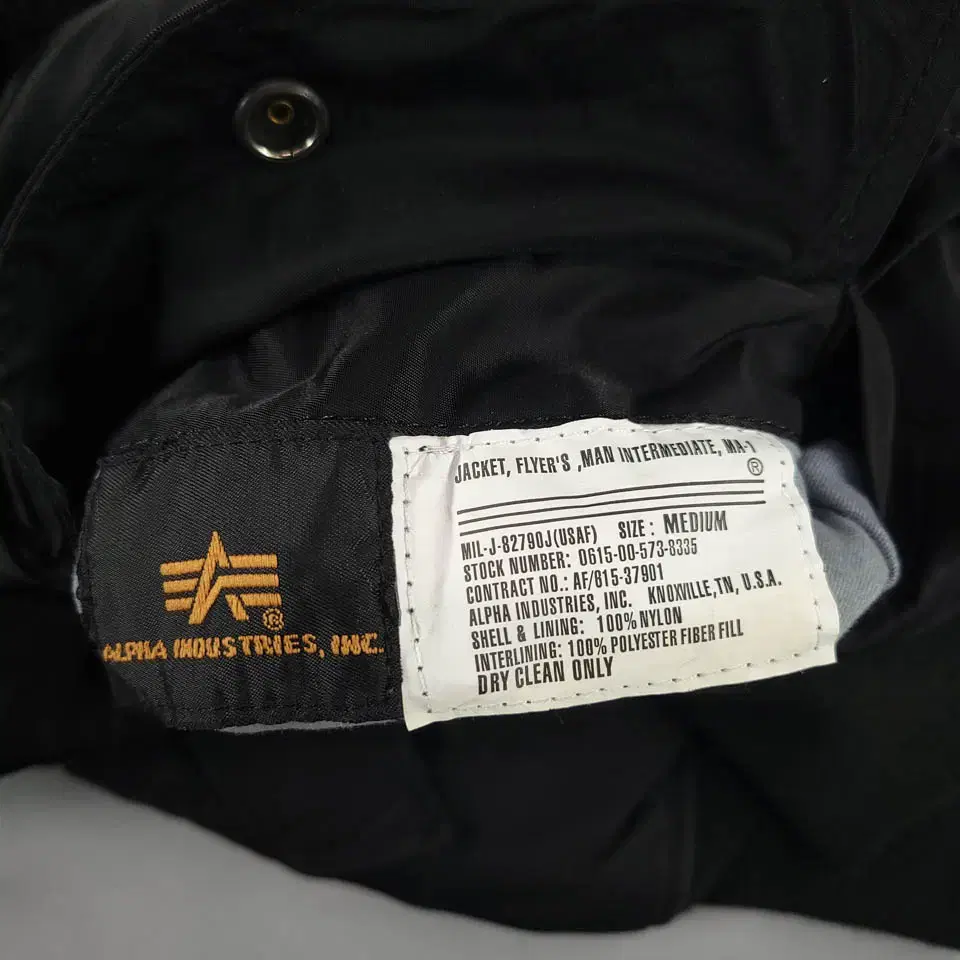 ALPHA INDUSTRIES, INC.
JACKET, FLYER'S ,MAN INTERMEDIATE, MA-1
®
MIL-J-82790J(USAF) SIZE: MEDIUM
STOCK NUMBER: 0615-00-573-8335
CONTRACT NO.: AF/615-37901
ALPHA INDUSTRIES, INC. KNOXVILLE,TN, U.S.A.
SHELL & LINING: 100% NYLON
INTERLINING: 100% POLYESTER FIBER FILL
DRY CLEAN ONLY